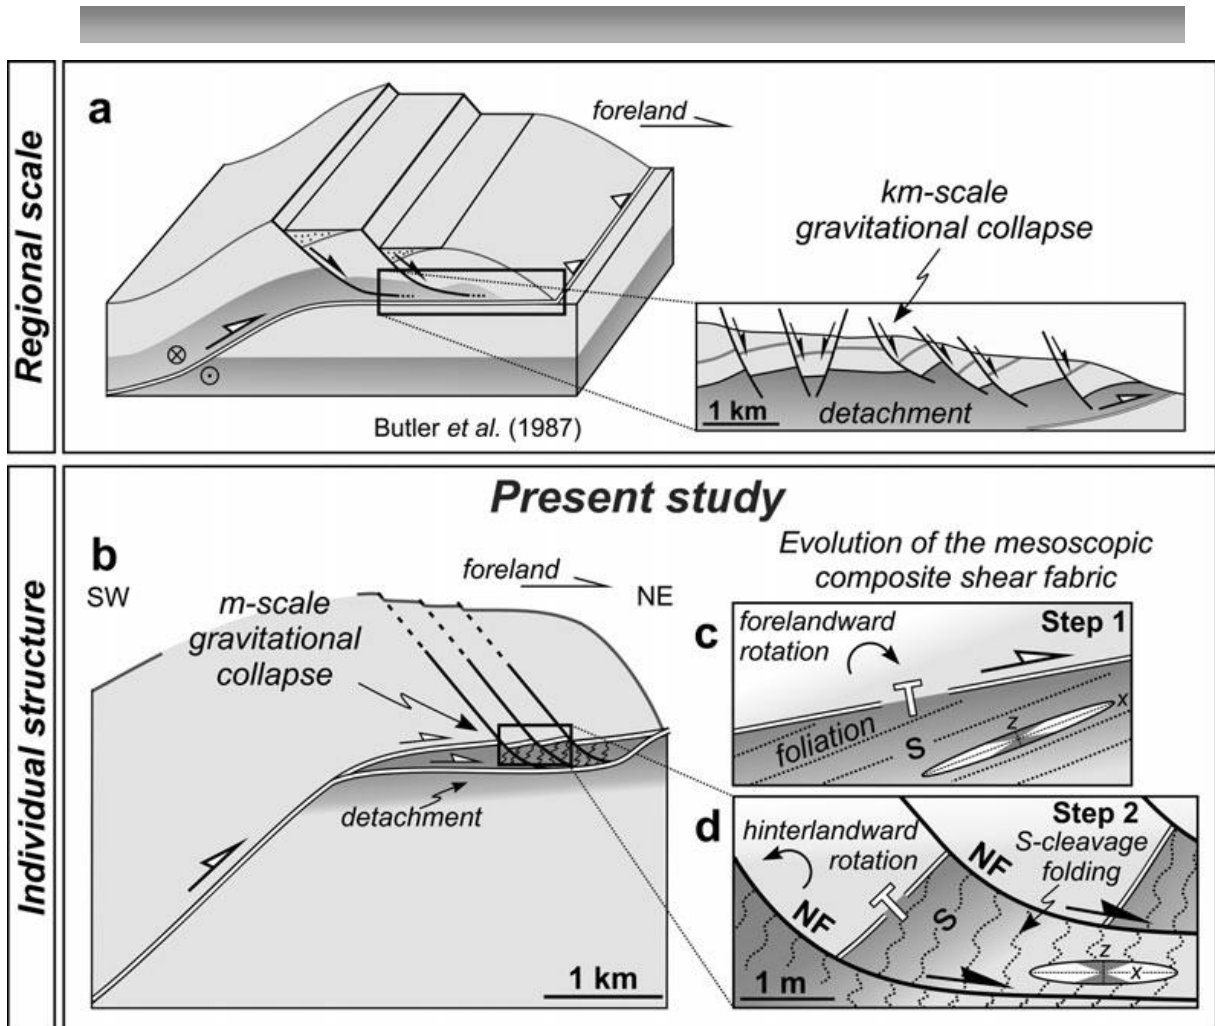 Regional scale
a
foreland
km-scale
gravitational collapse
1 km
detachment
Butler et al. (1987)
Individual structure
Present study
b
SW
foreland
NE
m-scale
gravitational
collapse
detachment
1 km
Evolution of the mesoscopic
composite shear fabric
c
forelandward
rotation
Step 1
T
foliation
S
z
x
d
hinterlandward
rotation
Step 2
S-cleavage
folding
NF
NF
T
S
z
x
1 m